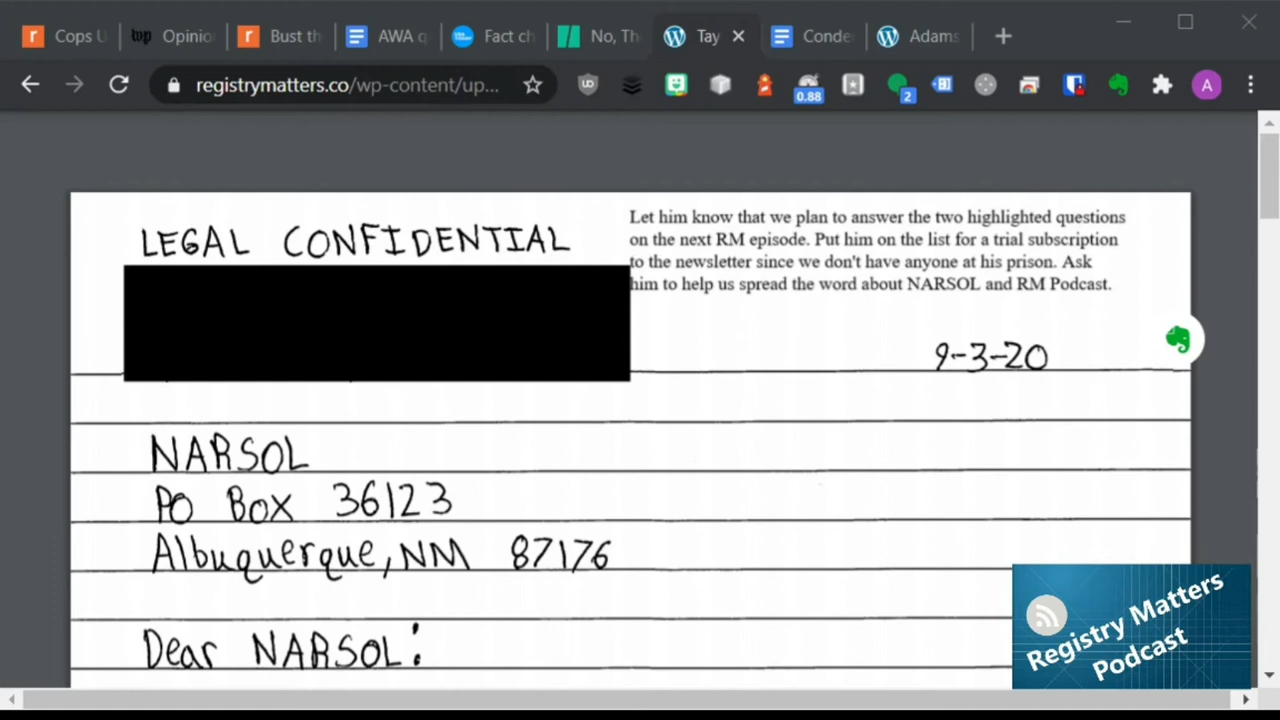 Cops U
Opinio
Bust th
AWA q
Fact ch
No, Th
Tay
Conde
Adams
registrymatters.co/wp-content/up...
0.88
2
A
LEGAL CONFIDENTIAL
Let him know that we plan to answer the two highlighted questions
on the next RM episode. Put him on the list for a trial subscription
to the newsletter since we don't have anyone at his prison. Ask
him to help us spread the word about NARSOL and RM Podcast.
9-3-20
NARSOL
PO Box 36123
Albuquerque, NM 87176
Dear NARSOL:
Registry Matters
Podcast